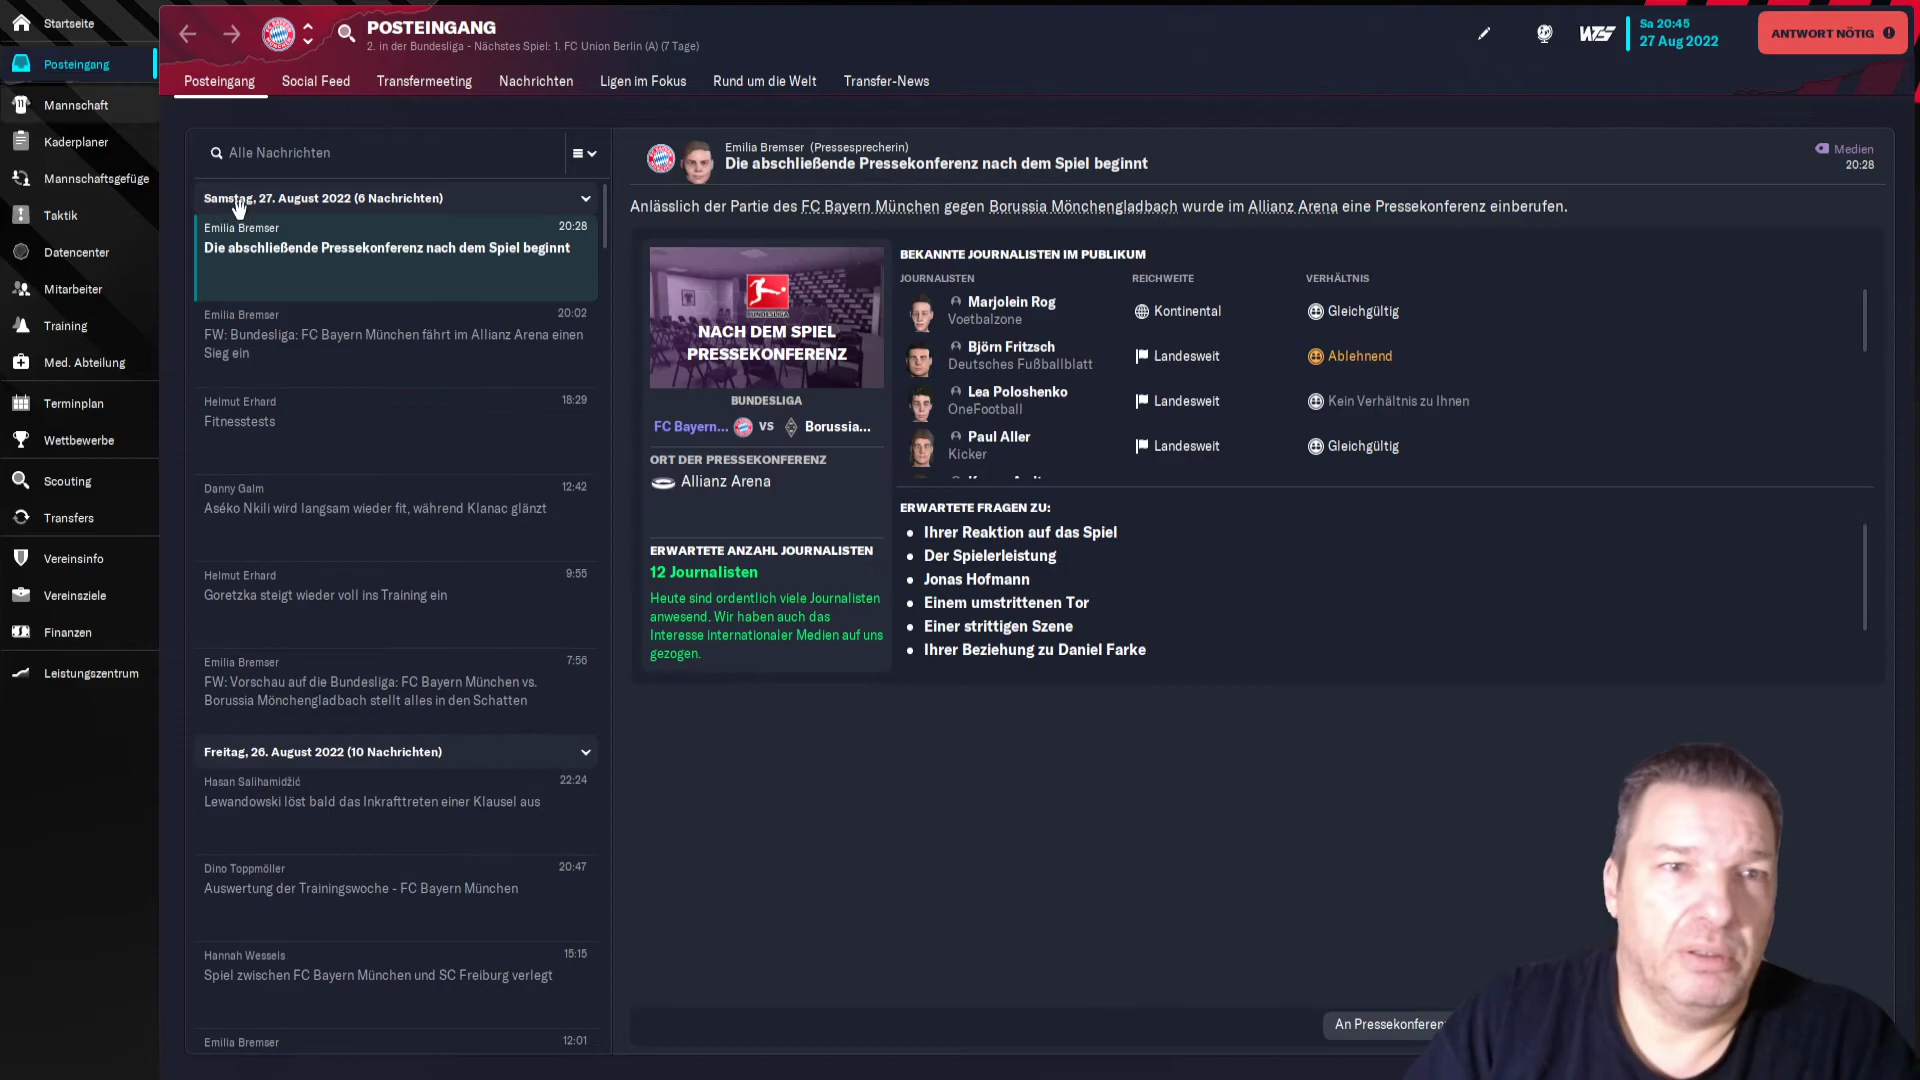 Startseite
Posteingang
Mannschaft
Kaderplaner
Mannschaftsgefüge
Taktik
Datencenter
Mitarbeiter
Training
Med. Abteilung
Terminplan
Wettbewerbe
Scouting
Transfers
Vereinsinfo
Vereinsziele
Finanzen
Leistungszentrum
POSTEINGANG
2. in der Bundesliga - Nächstes Spiel: 1. FC Union Berlin (A) (7 Tage)
Sa 20:45
27 Aug 2022
ANTWORT NÖTIG
Posteingang
Social Feed
Transfermeeting
Nachrichten
Ligen im Fokus
Rund um die Welt
Transfer-News
Alle Nachrichten
Samstag, 27. August 2022 (6 Nachrichten)
Emilia Bremser 20:28
Die abschließende Pressekonferenz nach dem Spiel beginnt
Emilia Bremser 20:02
FW: Bundesliga: FC Bayern München fährt im Allianz Arena einen
Sieg ein
Helmut Erhard 18:29
Fitnesstests
Danny Galm 12:42
Aséko Nkili wird langsam wieder fit, während Klanac glänzt
Helmut Erhard 9:55
Goretzka steigt wieder voll ins Training ein
Emilia Bremser 7:56
FW: Vorschau auf die Bundesliga: FC Bayern München vs.
Borussia Mönchengladbach stellt alles in den Schatten
Freitag, 26. August 2022 (10 Nachrichten)
Hasan Salihamidžić 22:24
Lewandowski löst bald das Inkrafttreten einer Klausel aus
Dino Toppmöller 20:47
Auswertung der Trainingswoche - FC Bayern München
Hannah Wessels 15:15
Spiel zwischen FC Bayern München und SC Freiburg verlegt
Emilia Bremser 12:01
Emilia Bremser (Pressesprecherin)
Die abschließende Pressekonferenz nach dem Spiel beginnt
Medien
20:28
Anlässlich der Partie des FC Bayern München gegen Borussia Mönchengladbach wurde im Allianz Arena eine Pressekonferenz einberufen.
BUNDESLIGA
NACH DEM SPIEL
PRESSEKONFERENZ
BUNDESLIGA
FC Bayern... VS Borussia...
ORT DER PRESSEKONFERENZ
Allianz Arena
ERWARTETE ANZAHL JOURNALISTEN
12 Journalisten
Heute sind ordentlich viele Journalisten
anwesend. Wir haben auch das
Interesse internationaler Medien auf uns
gezogen.
BEKANNTE JOURNALISTEN IM PUBLIKUM
JOURNALISTEN REICHWEITE VERHÄLTNIS
Marjolein Rog
Voetbalzone
Kontinental
Gleichgültig
Björn Fritzsch
Deutsches Fußballblatt
Landesweit
Ablehnend
Lea Poloshenko
OneFootball
Landesweit
Kein Verhältnis zu Ihnen
Paul Aller
Kicker
Landesweit
Gleichgültig
ERWARTETE FRAGEN ZU:
• Ihrer Reaktion auf das Spiel
• Der Spielerleistung
• Jonas Hofmann
• Einem umstrittenen Tor
• Einer strittigen Szene
• Ihrer Beziehung zu Daniel Farke
An Pressekonferen